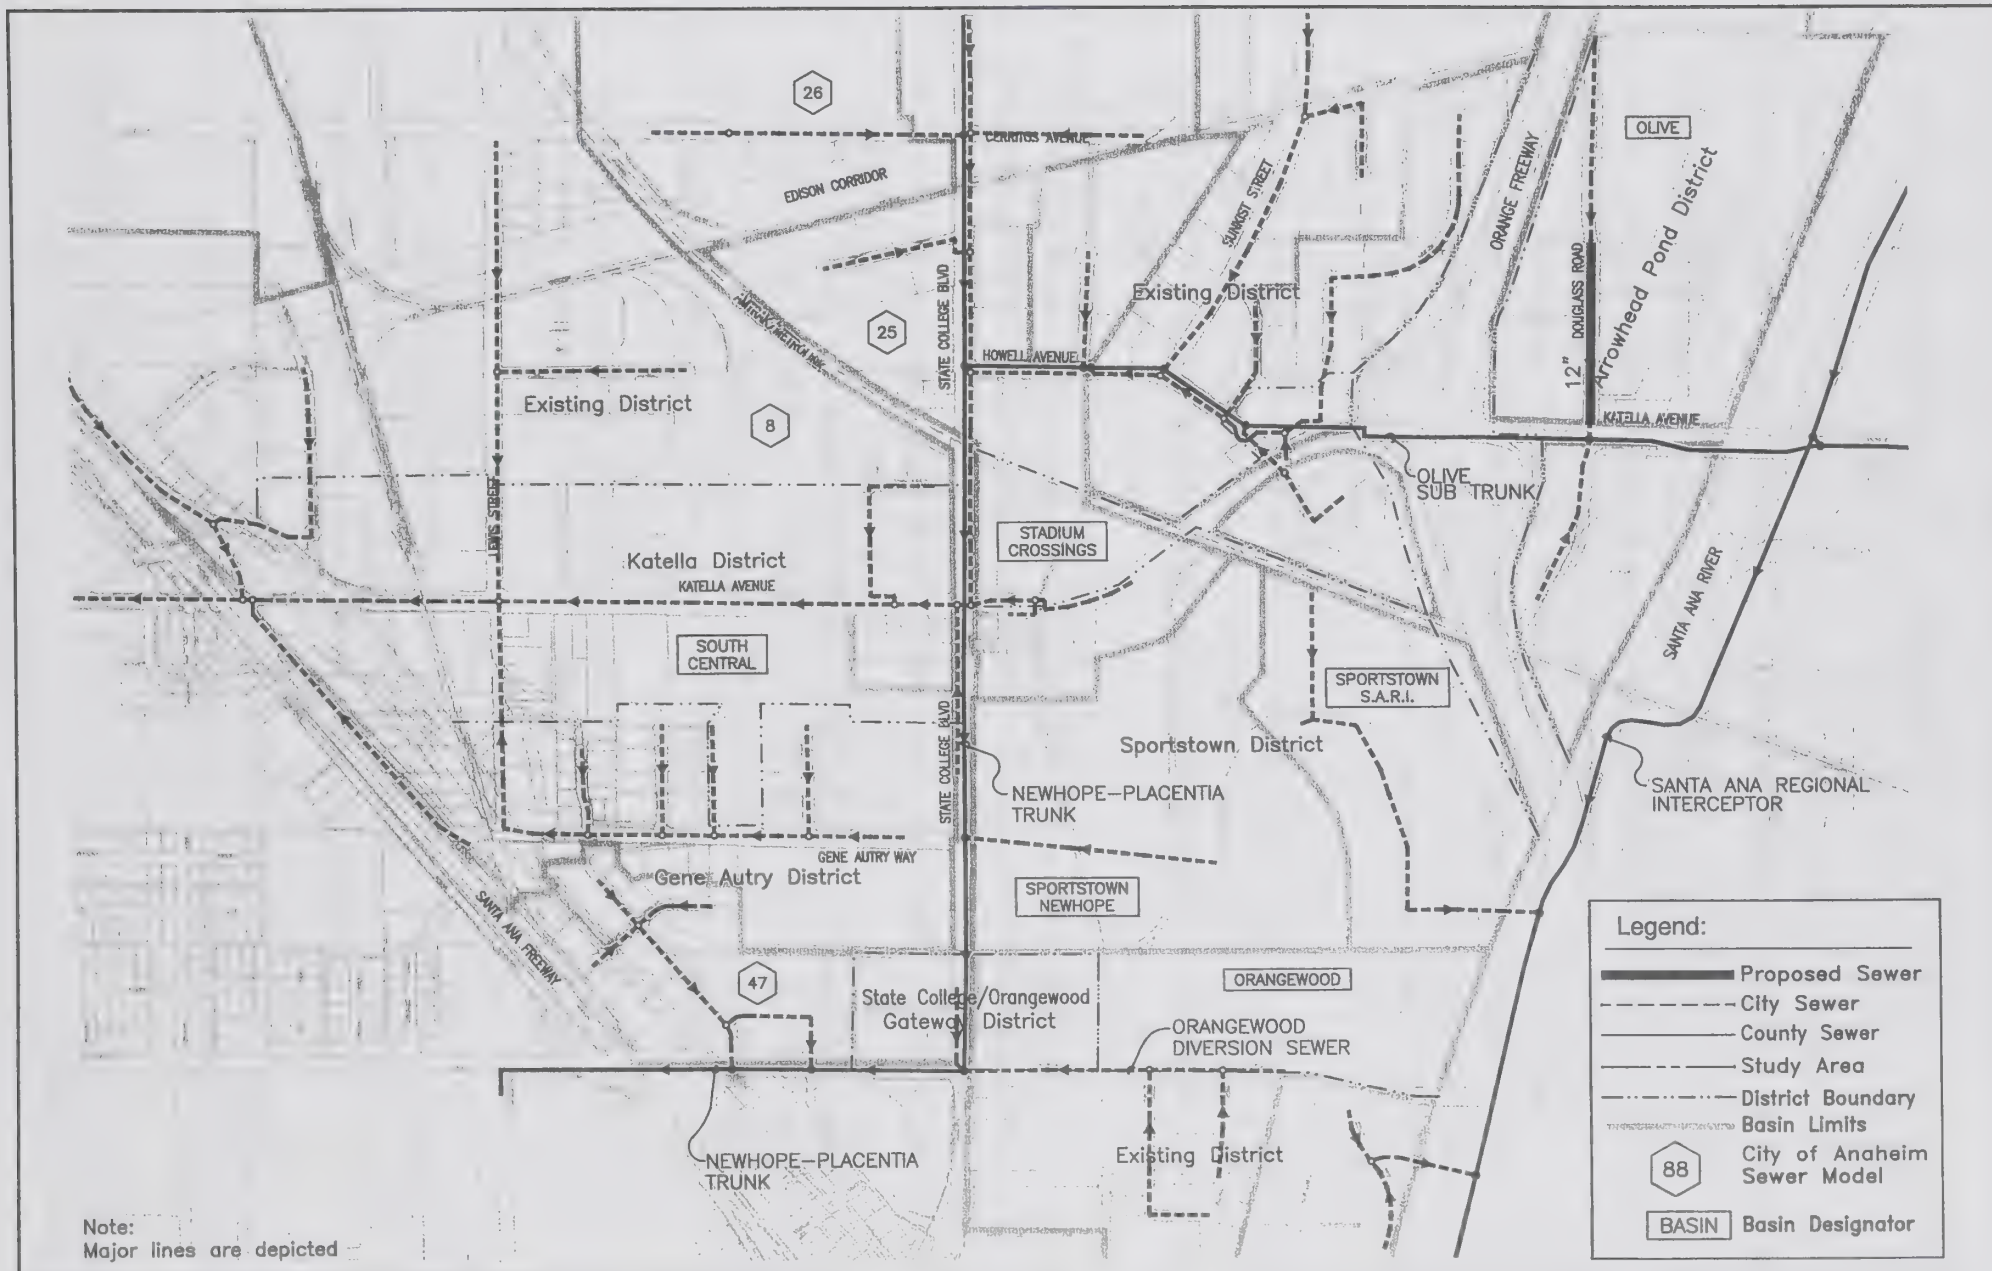 26
OLIVE
CERRITOS AVENUE
EDISON CORRIDOR
SUNKIST STREET
ORANGE FREEWAY
Arrowhead Pond District
DOUGLASS ROAD
12"
Existing District
AMTRAK/METROLINK
25
STATE COLLEGE BLVD
HOWELL AVENUE
KATELLA AVENUE
Existing District
8
OLIVE
SUB TRUNK
LEWIS STREET
STADIUM
CROSSINGS
Katella District
KATELLA AVENUE
SANTA ANA RIVER
SOUTH
CENTRAL
SPORTSTOWN
S.A.R.I.
STATE COLLEGE BLVD
Sportstown District
NEWHOPE-PLACENTIA
TRUNK
SANTA ANA REGIONAL
INTERCEPTOR
GENE AUTRY WAY
Gene Autry District
SPORTSTOWN
NEWHOPE
SANTA ANA FREEWAY
47
State College/Orangewood
Gateway District
ORANGEWOOD
ORANGEWOOD
DIVERSION SEWER
NEWHOPE-PLACENTIA
TRUNK
Existing District
Legend:
Proposed Sewer
City Sewer
County Sewer
Study Area
District Boundary
Basin Limits
88
City of Anaheim
Sewer Model
BASIN
Basin Designator
Note:
Major lines are depicted